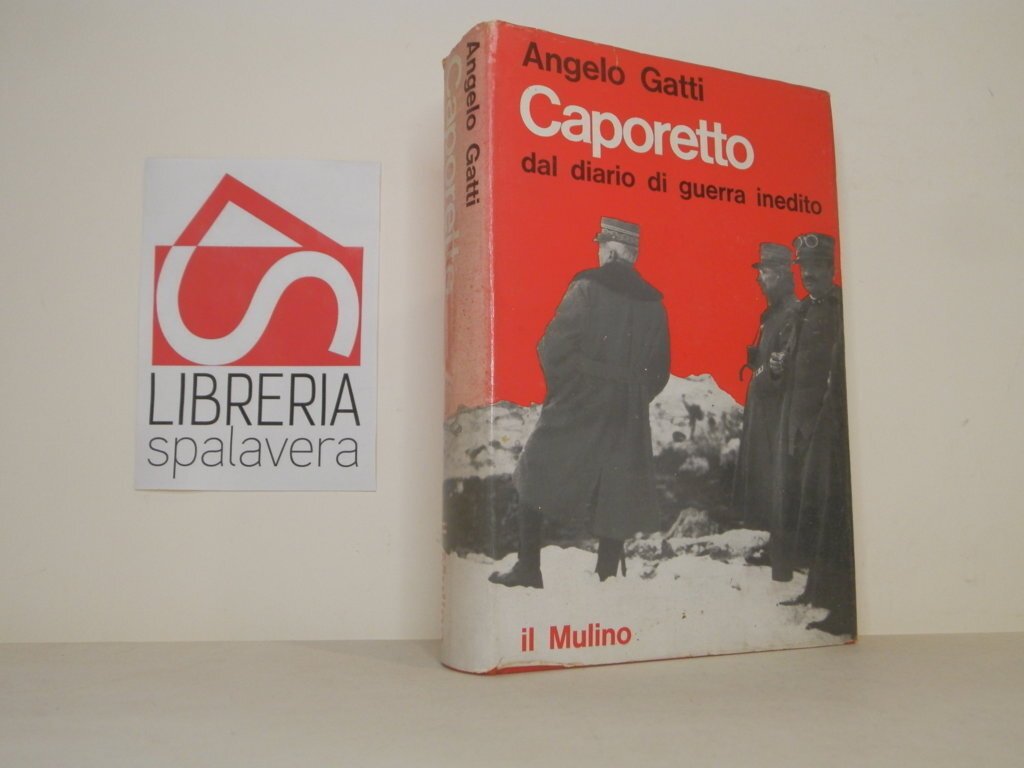 LIBRERIA
spalavera
Angelo Gatti
Caporetto
Angelo Gatti
Caporetto
dal diario di guerra inedito
il Mulino